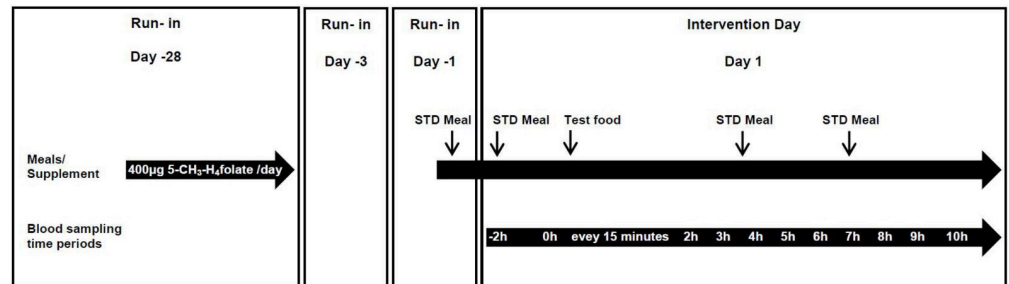 Run- in
Day -28
Run- in
Day -3
Run- in
Day -1
Intervention Day
Day 1
STD Meal
STD Meal
Test food
STD Meal
STD Meal
Meals/
Supplement
400µg 5-CH₃-H₄folate /day
Blood sampling
time periods
-2h 0h evey 15 minutes 2h 3h 4h 5h 6h 7h 8h 9h 10h